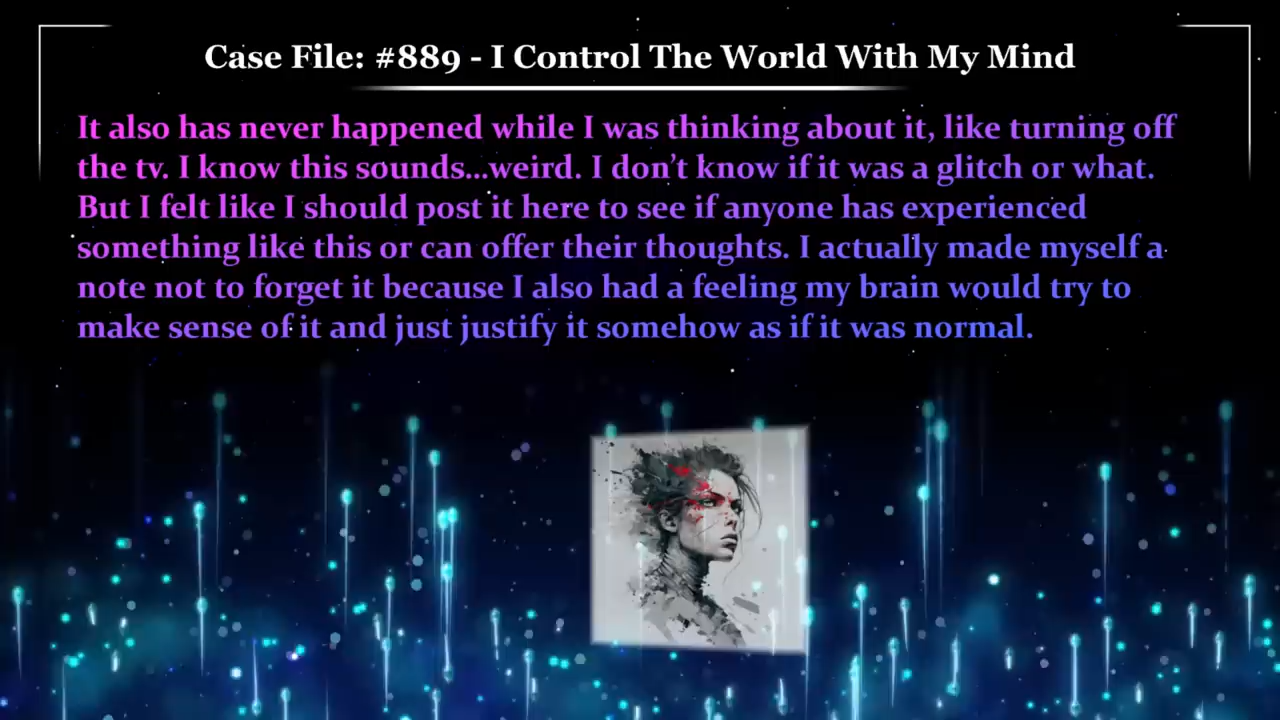 Case File: #889 - I Control The World With My Mind
It also has never happened while I was thinking about it, like turning off
the tv. I know this sounds...weird. I don’t know if it was a glitch or what.
But I felt like I should post it here to see if anyone has experienced
something like this or can offer their thoughts. I actually made myself a
note not to forget it because I also had a feeling my brain would try to
make sense of it and just justify it somehow as if it was normal.